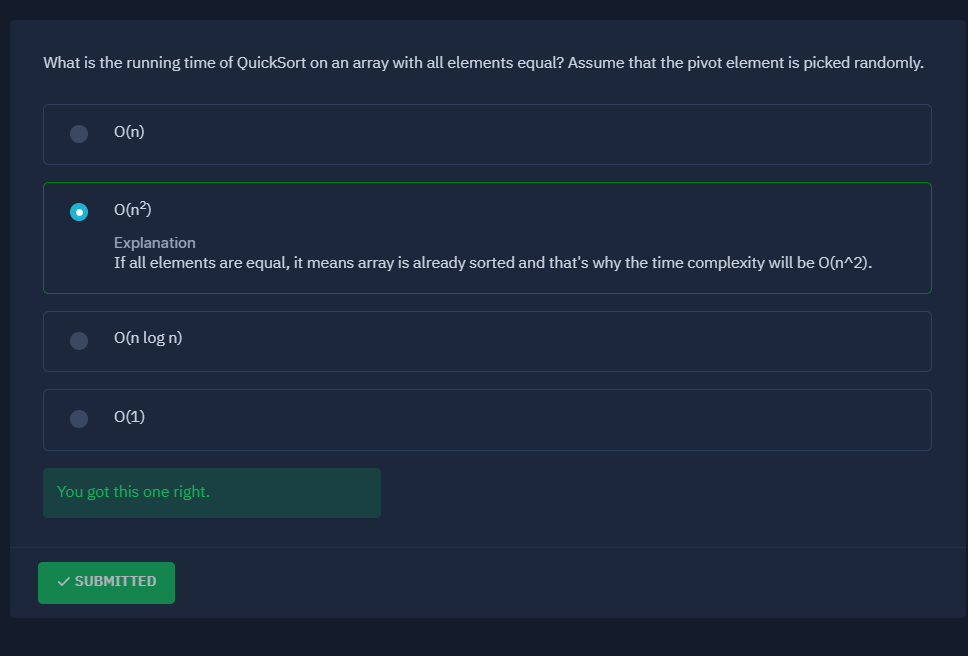 What is the running time of QuickSort on an array with all elements equal? Assume that the pivot element is picked randomly.
O(n)
O(n²)
Explanation
If all elements are equal, it means array is already sorted and that's why the time complexity will be O(n^2).
O(n log n)
O(1)
You got this one right.
✓ SUBMITTED